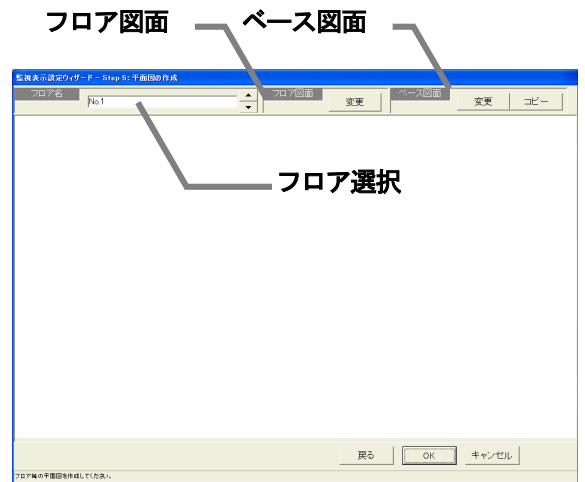 フロア図面 ベース図面
監視表示設定ウィザード - Step 5: 平面図の作成
フロア名 No.1 フロア図面 変更 ベース図面 変更 コピー
フロア選択
戻る OK キャンセル
フロア毎の平面図を作成してください。